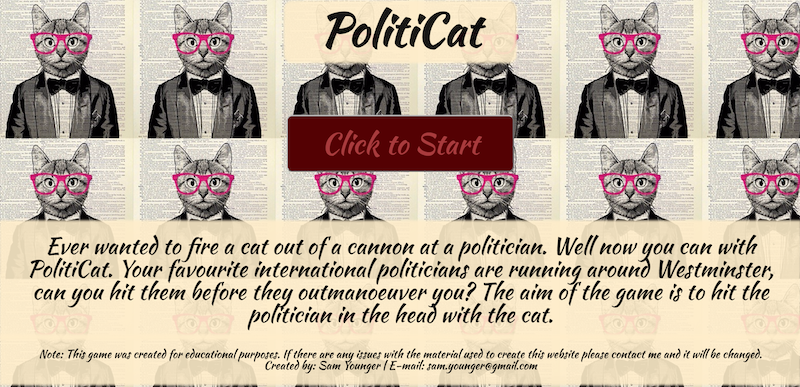 PolitiCat
Click to Start
Ever wanted to fire a cat out of a cannon at a politician. Well now you can with
PolitiCat. Your favourite international politicians are running around Westminster,
can you hit them before they outmanoeuver you? The aim of the game is to hit the
politician in the head with the cat.
Note: This game was created for educational purposes. If there are any issues with the material used to create this website please contact me and it will be changed.
Created by: Sam Younger | E-mail: sam.younger@gmail.com